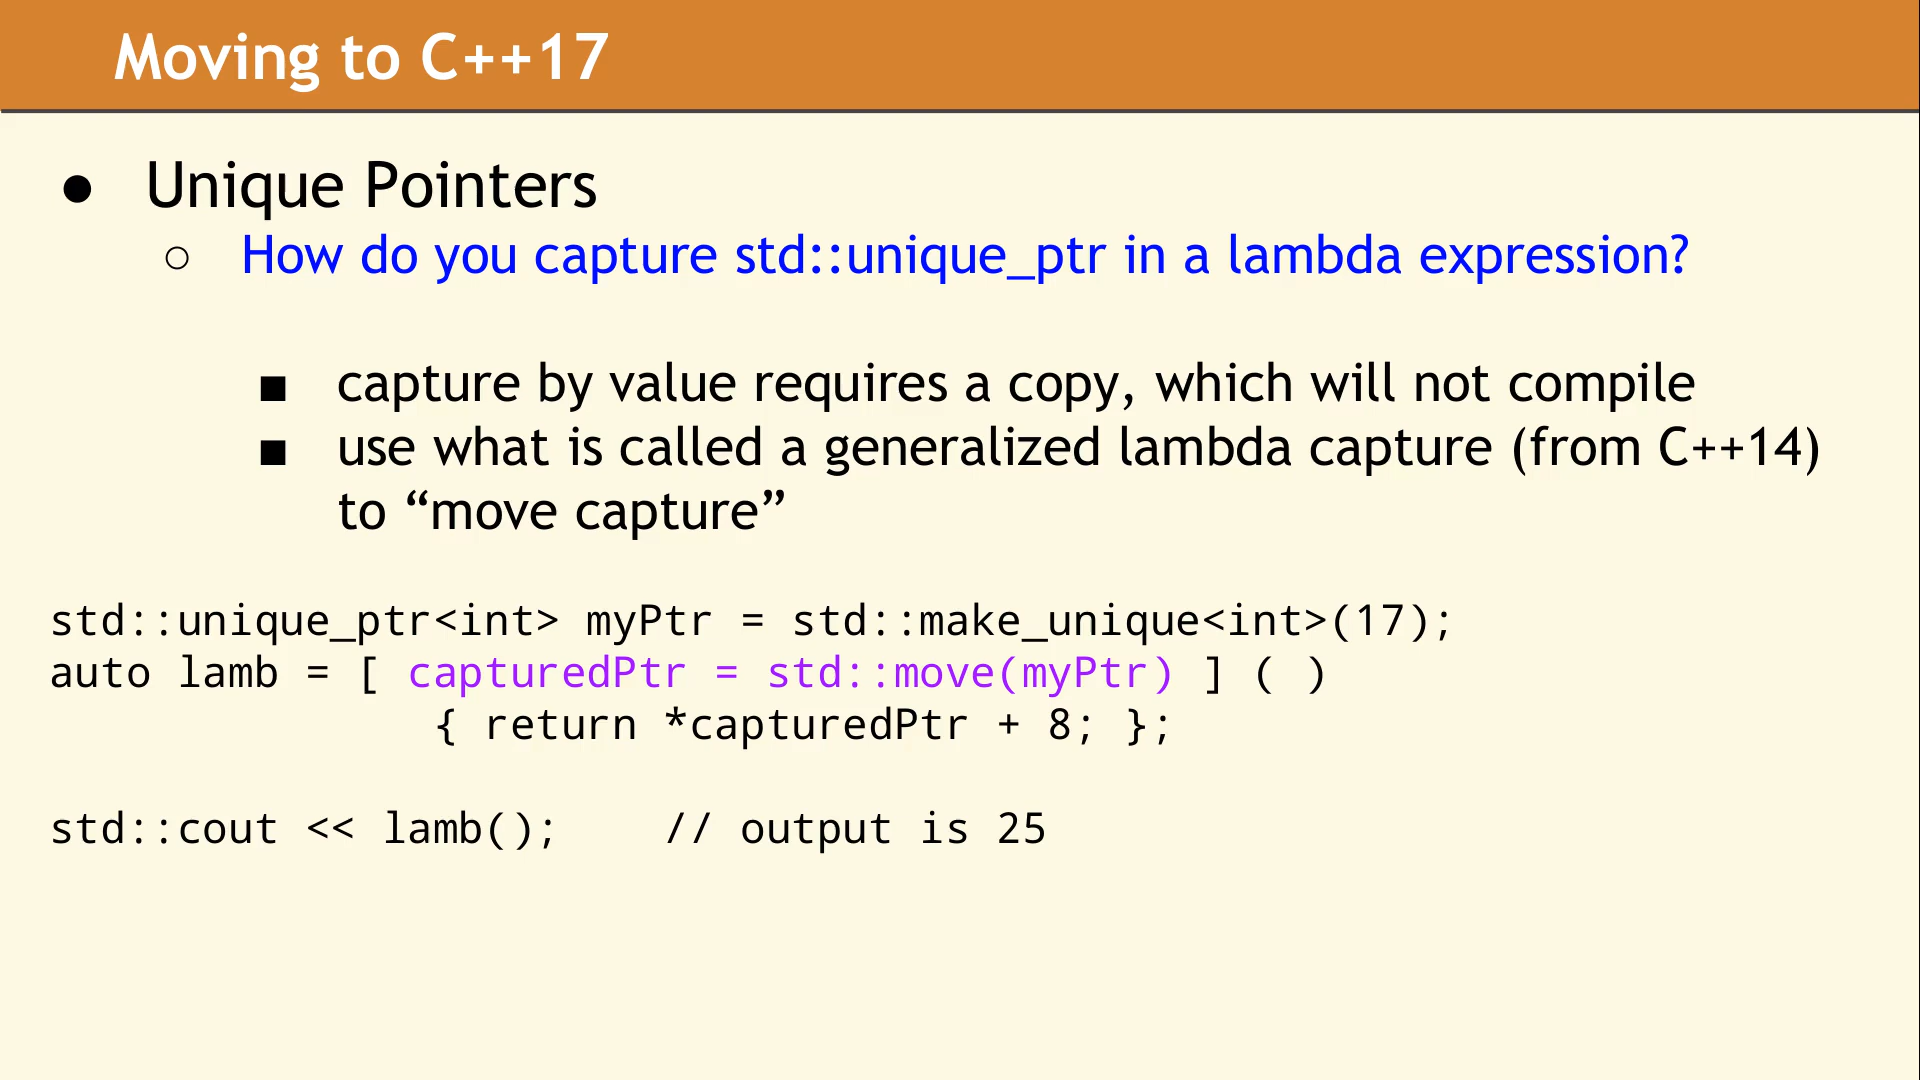 Moving to C++17
● Unique Pointers
○ How do you capture std::unique_ptr in a lambda expression?
■ capture by value requires a copy, which will not compile
■ use what is called a generalized lambda capture (from C++14)
to “move capture”
std::unique_ptr<int> myPtr = std::make_unique<int>(17);
auto lamb = [ capturedPtr = std::move(myPtr) ] ( )
{ return *capturedPtr + 8; };
std::cout << lamb(); // output is 25